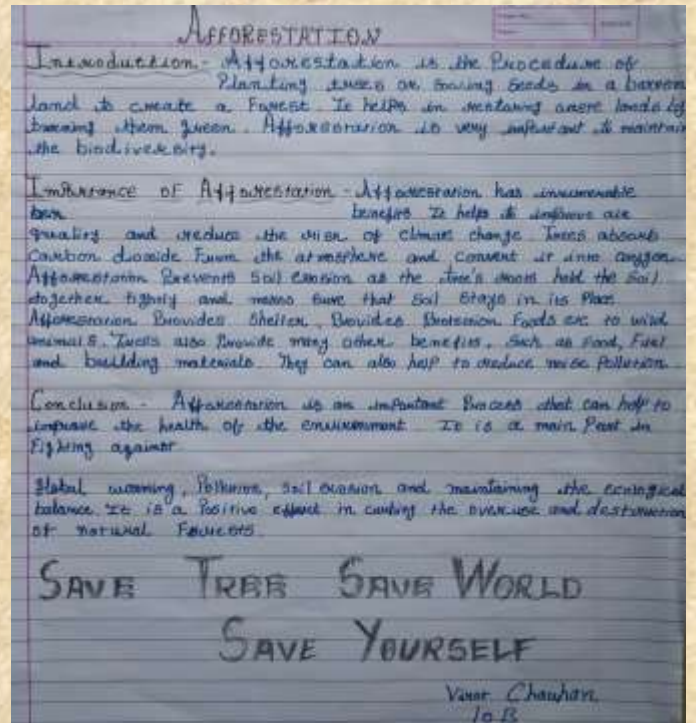 AFFORESTATION
Introduction - Afforestation is the Procedure of
Planting trees or Sowing Seeds in a barren
land to create a Forest. It helps in restoring lands by
turning them green. Afforestation is very important to maintain
the biodiversity.
Importance of Afforestation - Afforestation has innumerable
benefits It helps to improve air
quality and reduce the risk of climate change Trees absorb
Carbon dioxide From the atmosphere and convert it into oxygen.
Afforestation Prevents Soil erosion as the tree's roots hold the Soil
together tightly and sure that Soil Stays in its Place
Afforestation Provides Shelter, Provides Foods etc to wild
animals. Trees also Provide many other benefits, Such as Food, Fuel
and building materials. They can also help to reduce noise Pollution
Conclusion - Afforestation is an important Process that can help to
improve the health of the environment It is a main Part in
Fighting against
Global warming, Pollution, Soil erosion and maintaining the ecological
balance It is a Positive effect in curbing the overuse and destruction
of natural
SAVE TREE SAVE WORLD
SAVE YOURSELF
Chauhan
10 B